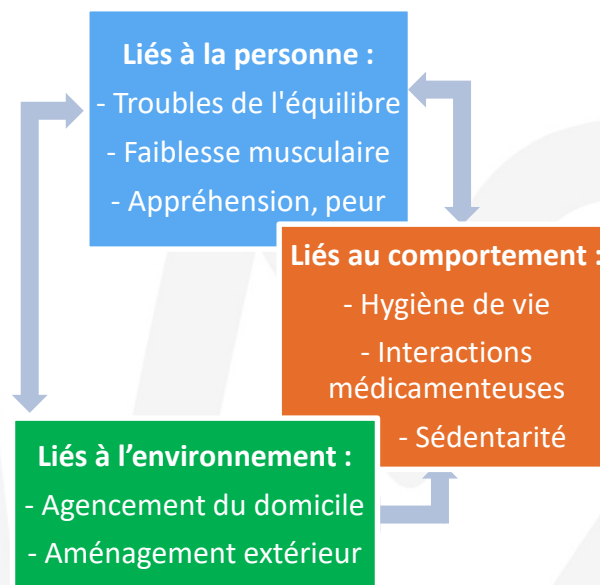 Liés à la personne :
- Troubles de l'équilibre
- Faiblesse musculaire
- Appréhension, peur
Liés au comportement :
- Hygiène de vie
- Interactions
médicamenteuses
- Sédentarité
Liés à l’environnement :
- Agencement du domicile
- Aménagement extérieur